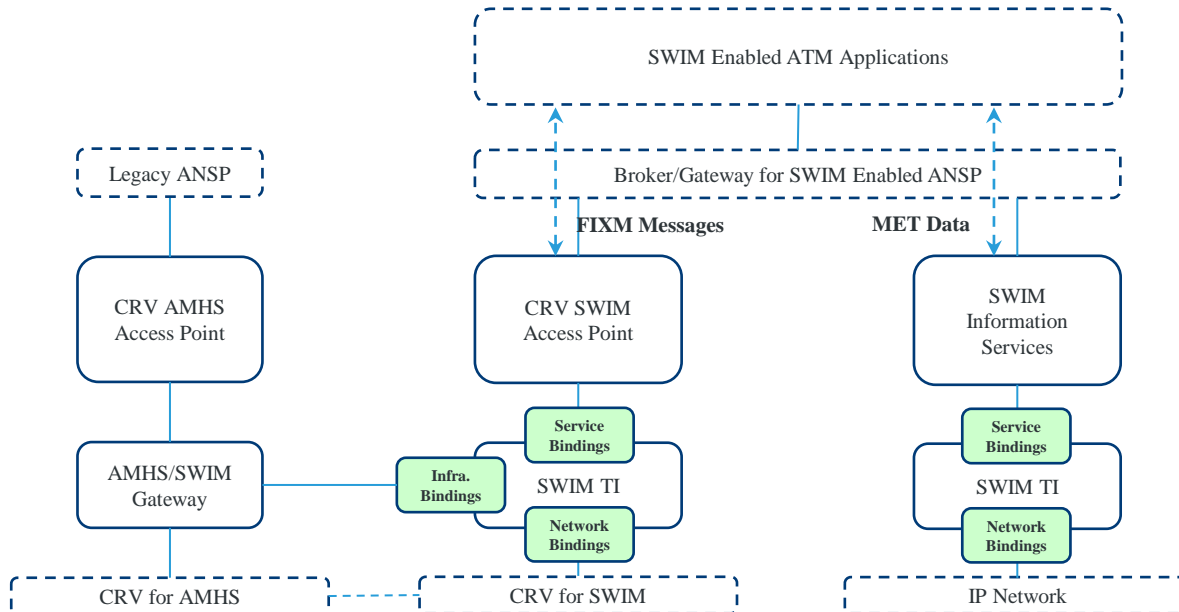 SWIM Enabled ATM Applications
Legacy ANSP
Broker/Gateway for SWIM Enabled ANSP
FIXM Messages
MET Data
CRV AMHS
Access Point
CRV SWIM
Access Point
SWIM
Information
Services
Service
Bindings
Service
Bindings
AMHS/SWIM
Gateway
Infra.
Bindings
SWIM TI
SWIM TI
Network
Bindings
Network
Bindings
CRV for AMHS
CRV for SWIM
IP Network